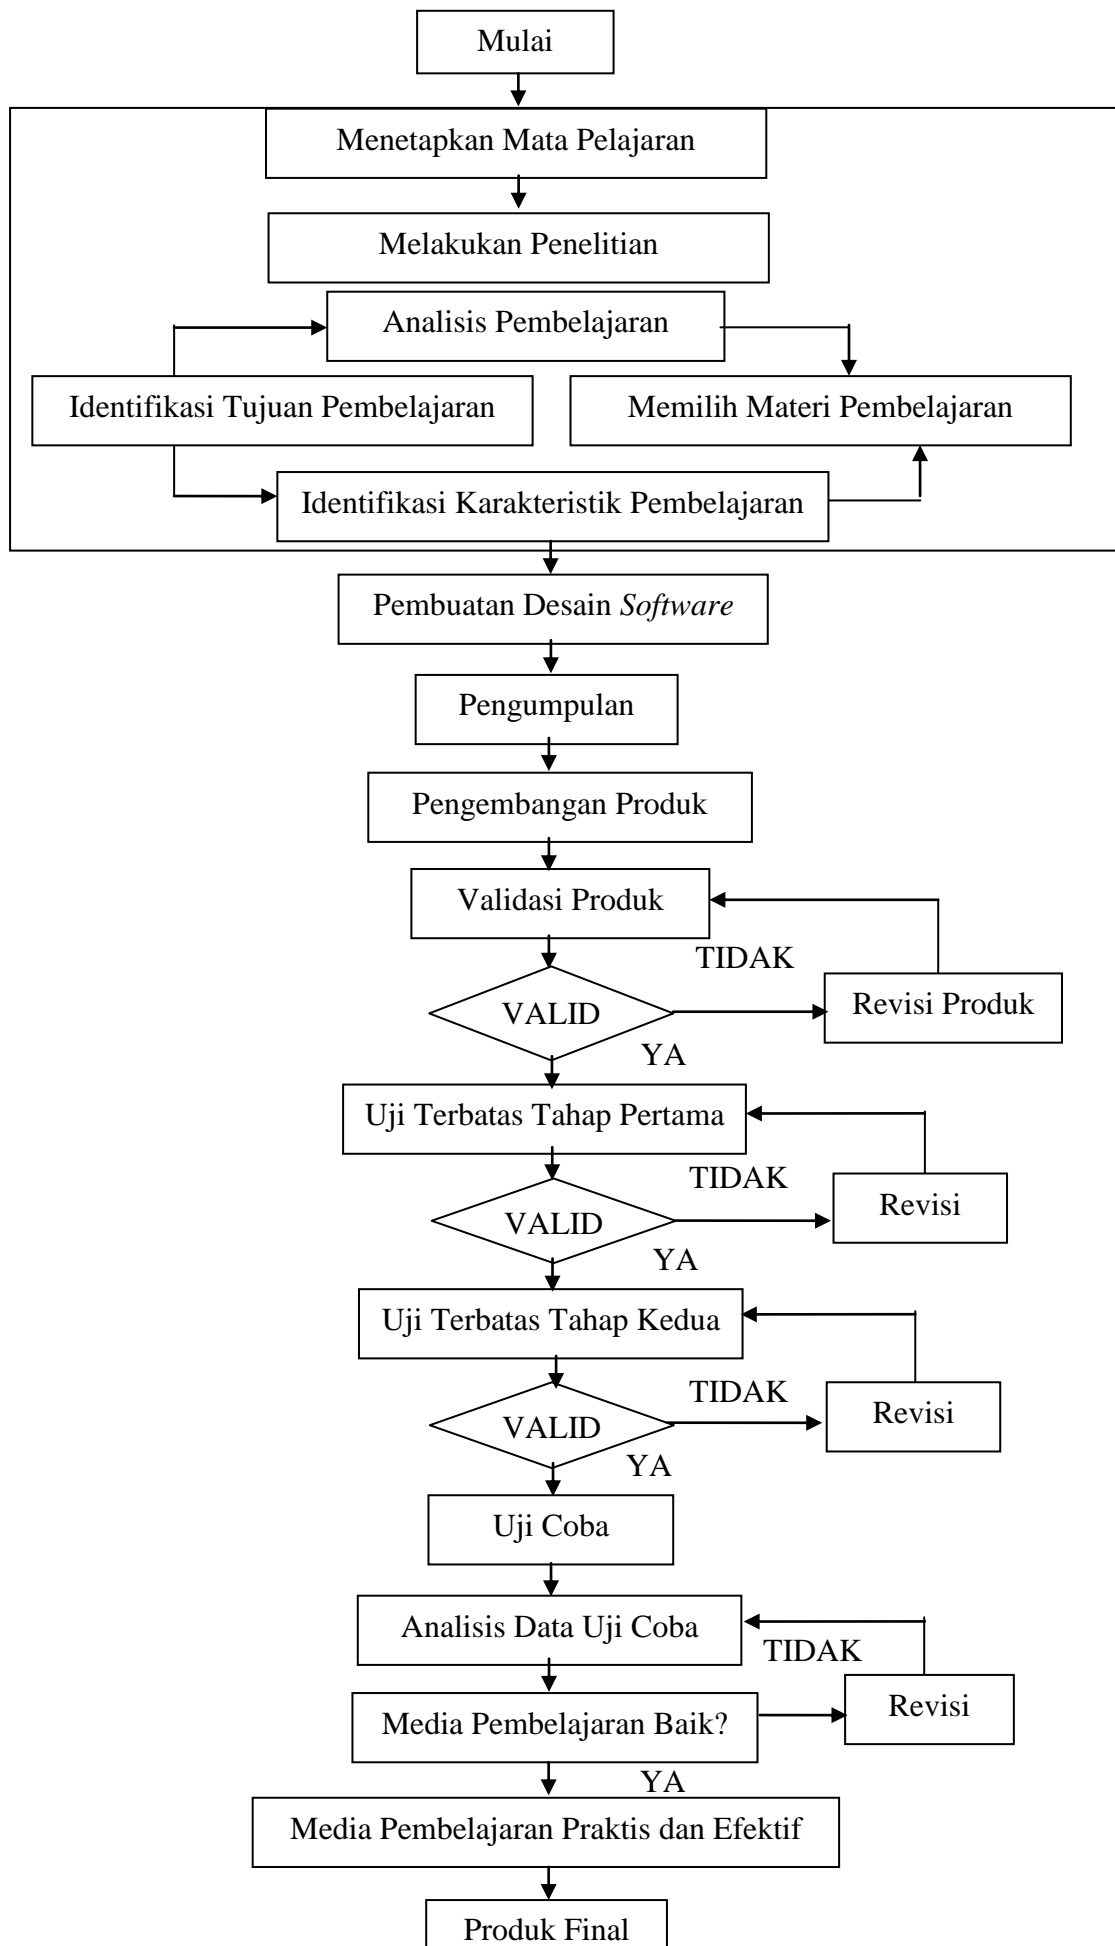 Mulai
Menetapkan Mata Pelajaran
Melakukan Penelitian
Analisis Pembelajaran
Identifikasi Tujuan Pembelajaran
Memilih Materi Pembelajaran
Identifikasi Karakteristik Pembelajaran
Pembuatan Desain Software
Pengumpulan
Pengembangan Produk
Validasi Produk
TIDAK
VALID
Revisi Produk
YA
Uji Terbatas Tahap Pertama
TIDAK
VALID
Revisi
YA
Uji Terbatas Tahap Kedua
TIDAK
VALID
Revisi
YA
Uji Coba
Analisis Data Uji Coba
TIDAK
Media Pembelajaran Baik?
Revisi
YA
Media Pembelajaran Praktis dan Efektif
Produk Final